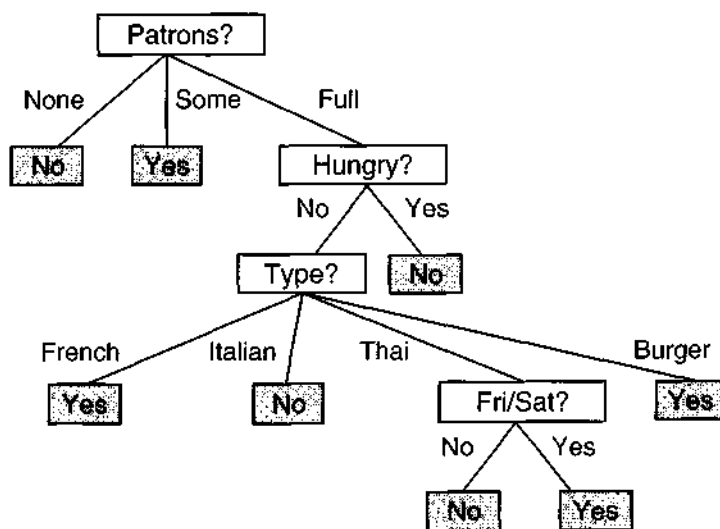 Patrons?
None Some Full
No Yes Hungry?
No Yes
Type? No
French Italian Thai Burger
Yes No Fri/Sat? Yes
No Yes
No Yes